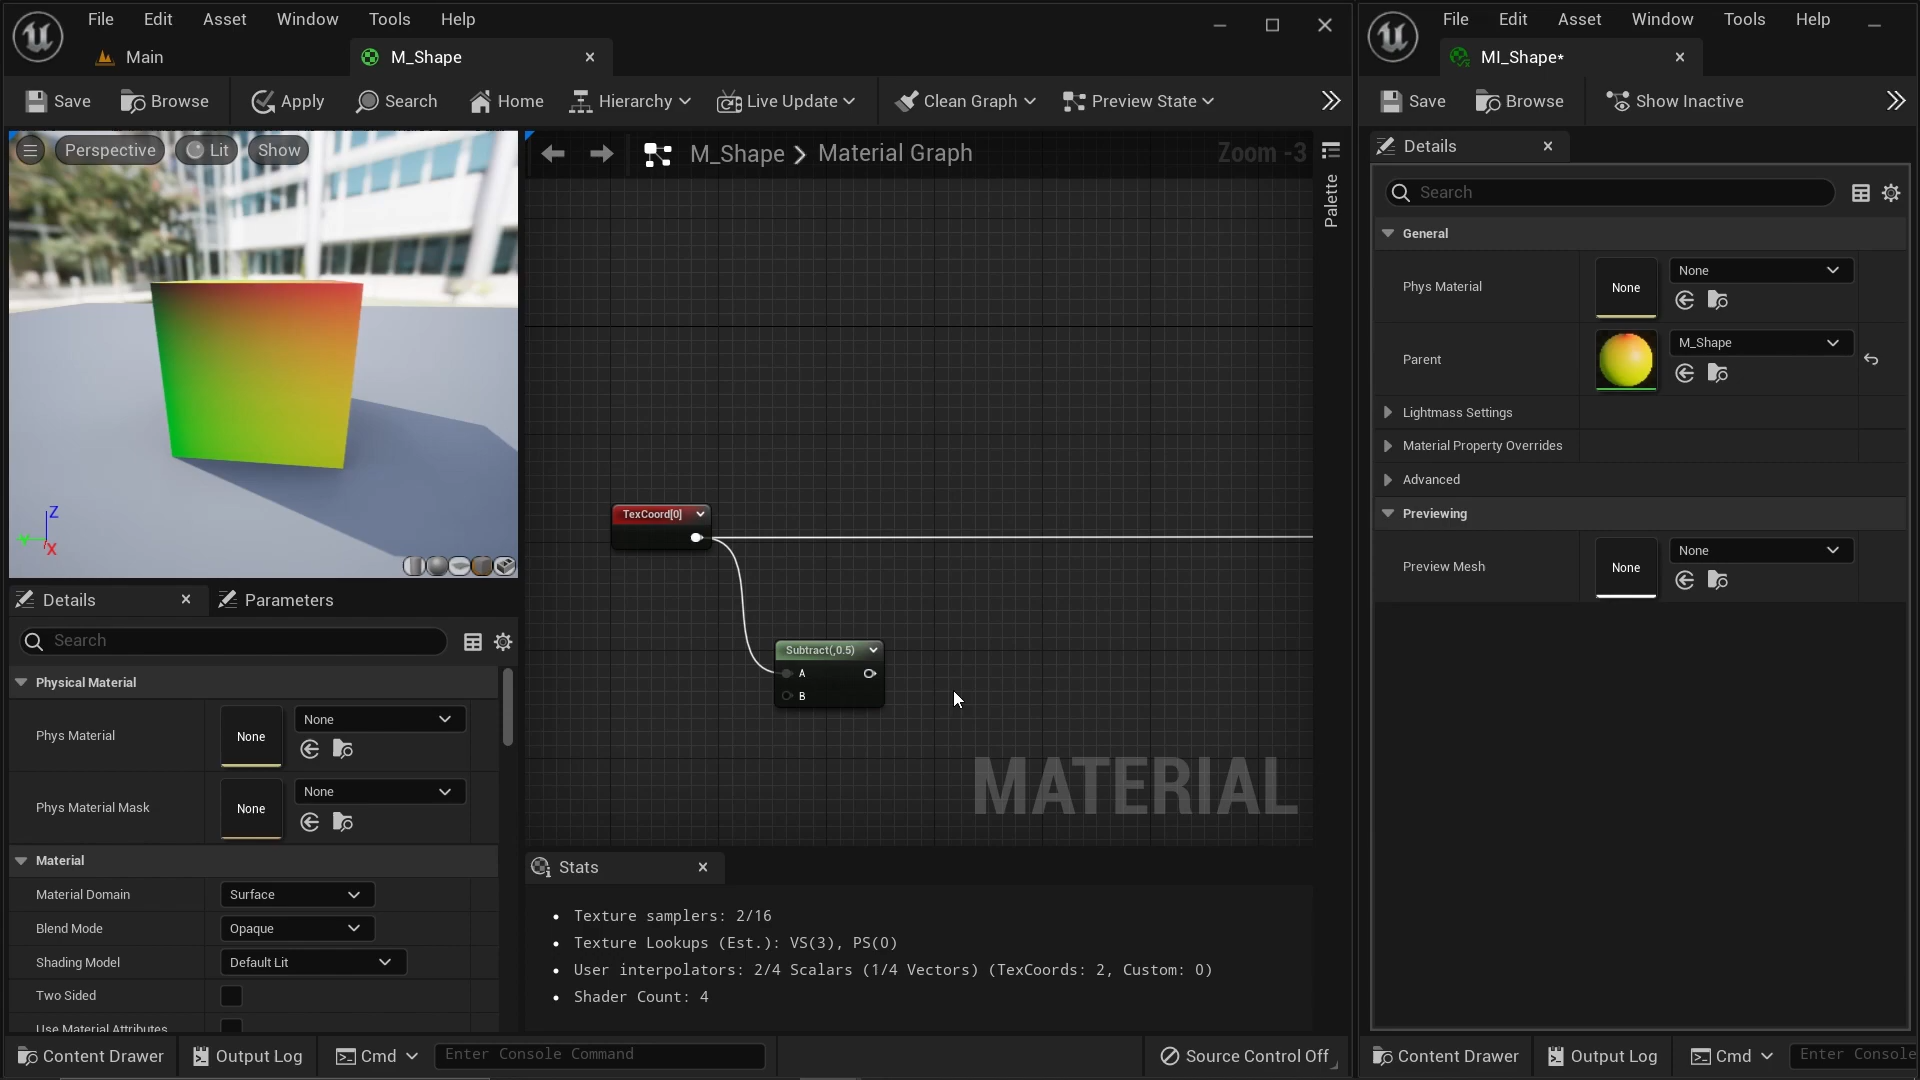 File Edit Asset Window Tools Help
Main
M_Shape
Save Browse Apply Search Home Hierarchy Live Update Clean Graph Preview State
Perspective Lit Show
M_Shape Material Graph
Zoom -3
Palette
TexCoord[0]
Subtract(,0.5)
A
B
MATERIAL
Z
X
Details Parameters
Search
Physical Material
Phys Material
None
None
Phys Material Mask
None
None
Material
Material Domain Surface
Blend Mode Opaque
Shading Model Default Lit
Two Sided
Use Material Attributes
Stats
Texture samplers: 2/16
Texture Lookups (Est.): VS(3), PS(0)
User interpolators: 2/4 Scalars (1/4 Vectors) (TexCoords: 2, Custom: 0)
Shader Count: 4
Content Drawer Output Log Cmd Enter Console Command Source Control Off
File Edit Asset Window Tools Help
MI_Shape*
Save Browse Show Inactive
Details
Search
General
Phys Material
None
None
Parent
M_Shape
Lightmass Settings
Material Property Overrides
Advanced
Previewing
Preview Mesh
None
None
Content Drawer Output Log Cmd Enter Console